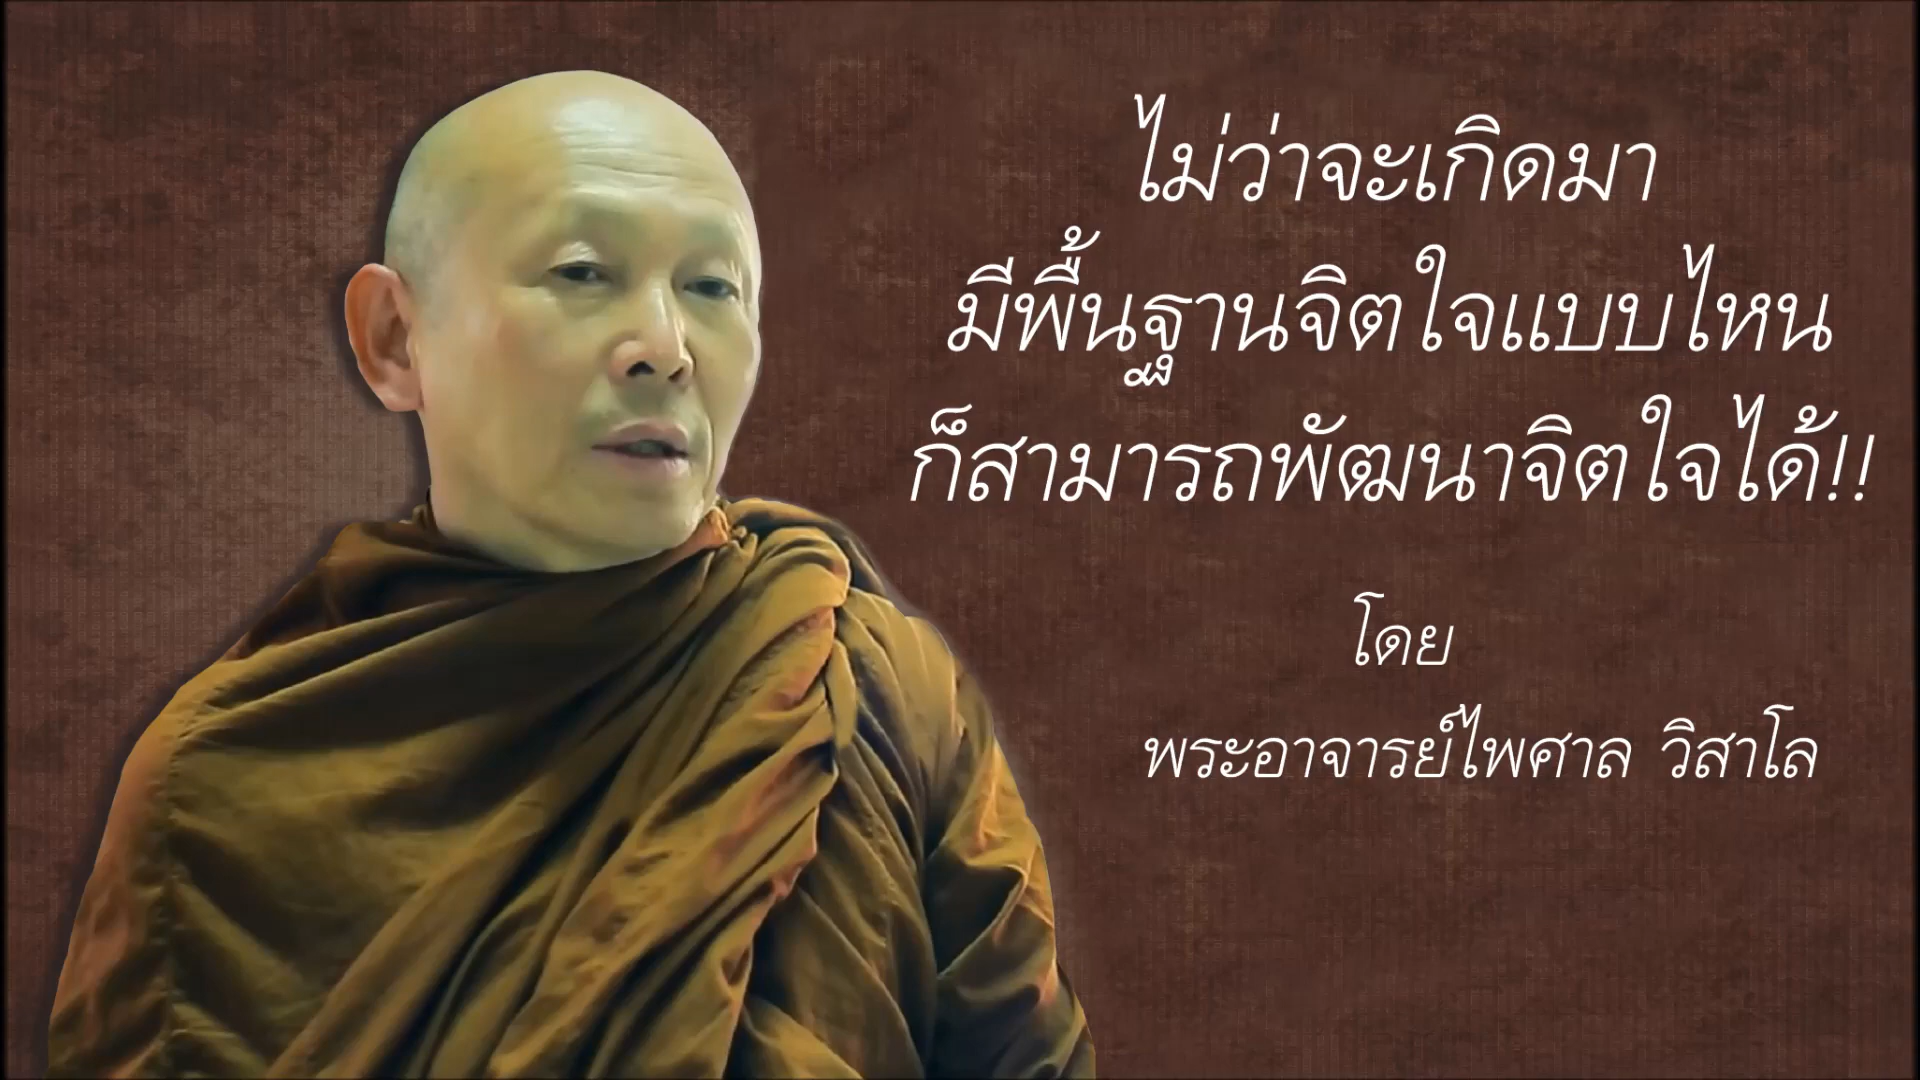 ไม่ว่าจะเกิดมา
มีพื้นฐานจิตใจแบบไหน
ก็สามารถพัฒนาจิตใจได้!!
โดย
พระอาจารย์ไพศาล วิสาโล